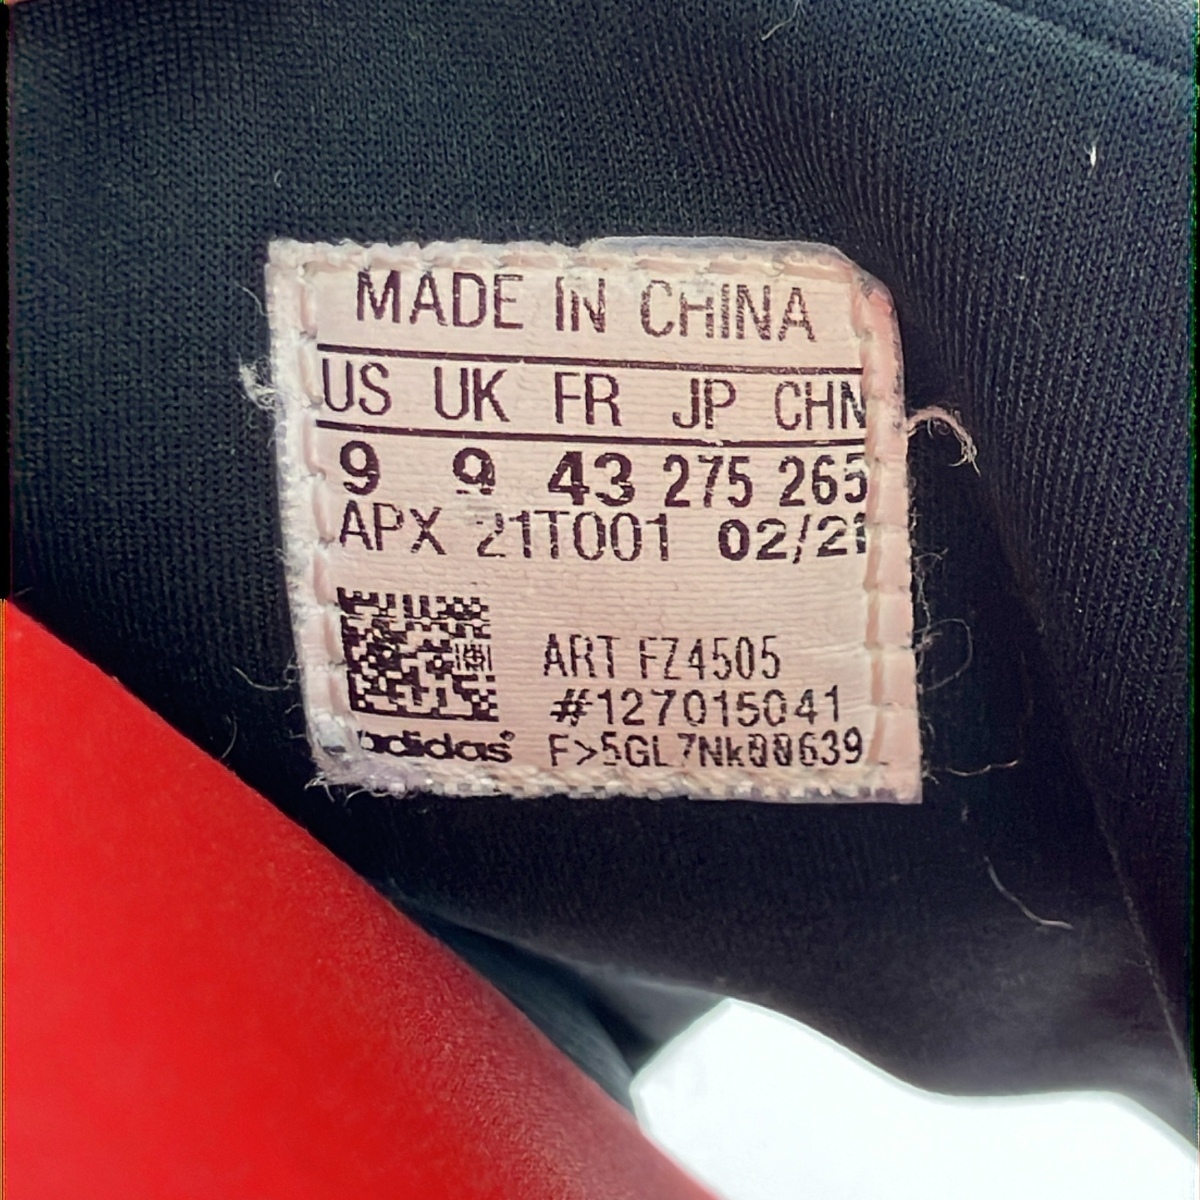 MADE IN CHINA
US UK FR JP CHN
9 9 43 275 265
APX 21T001 02/21
ART FZ4505
#127015041
adidas® F>5GL7Nk00639